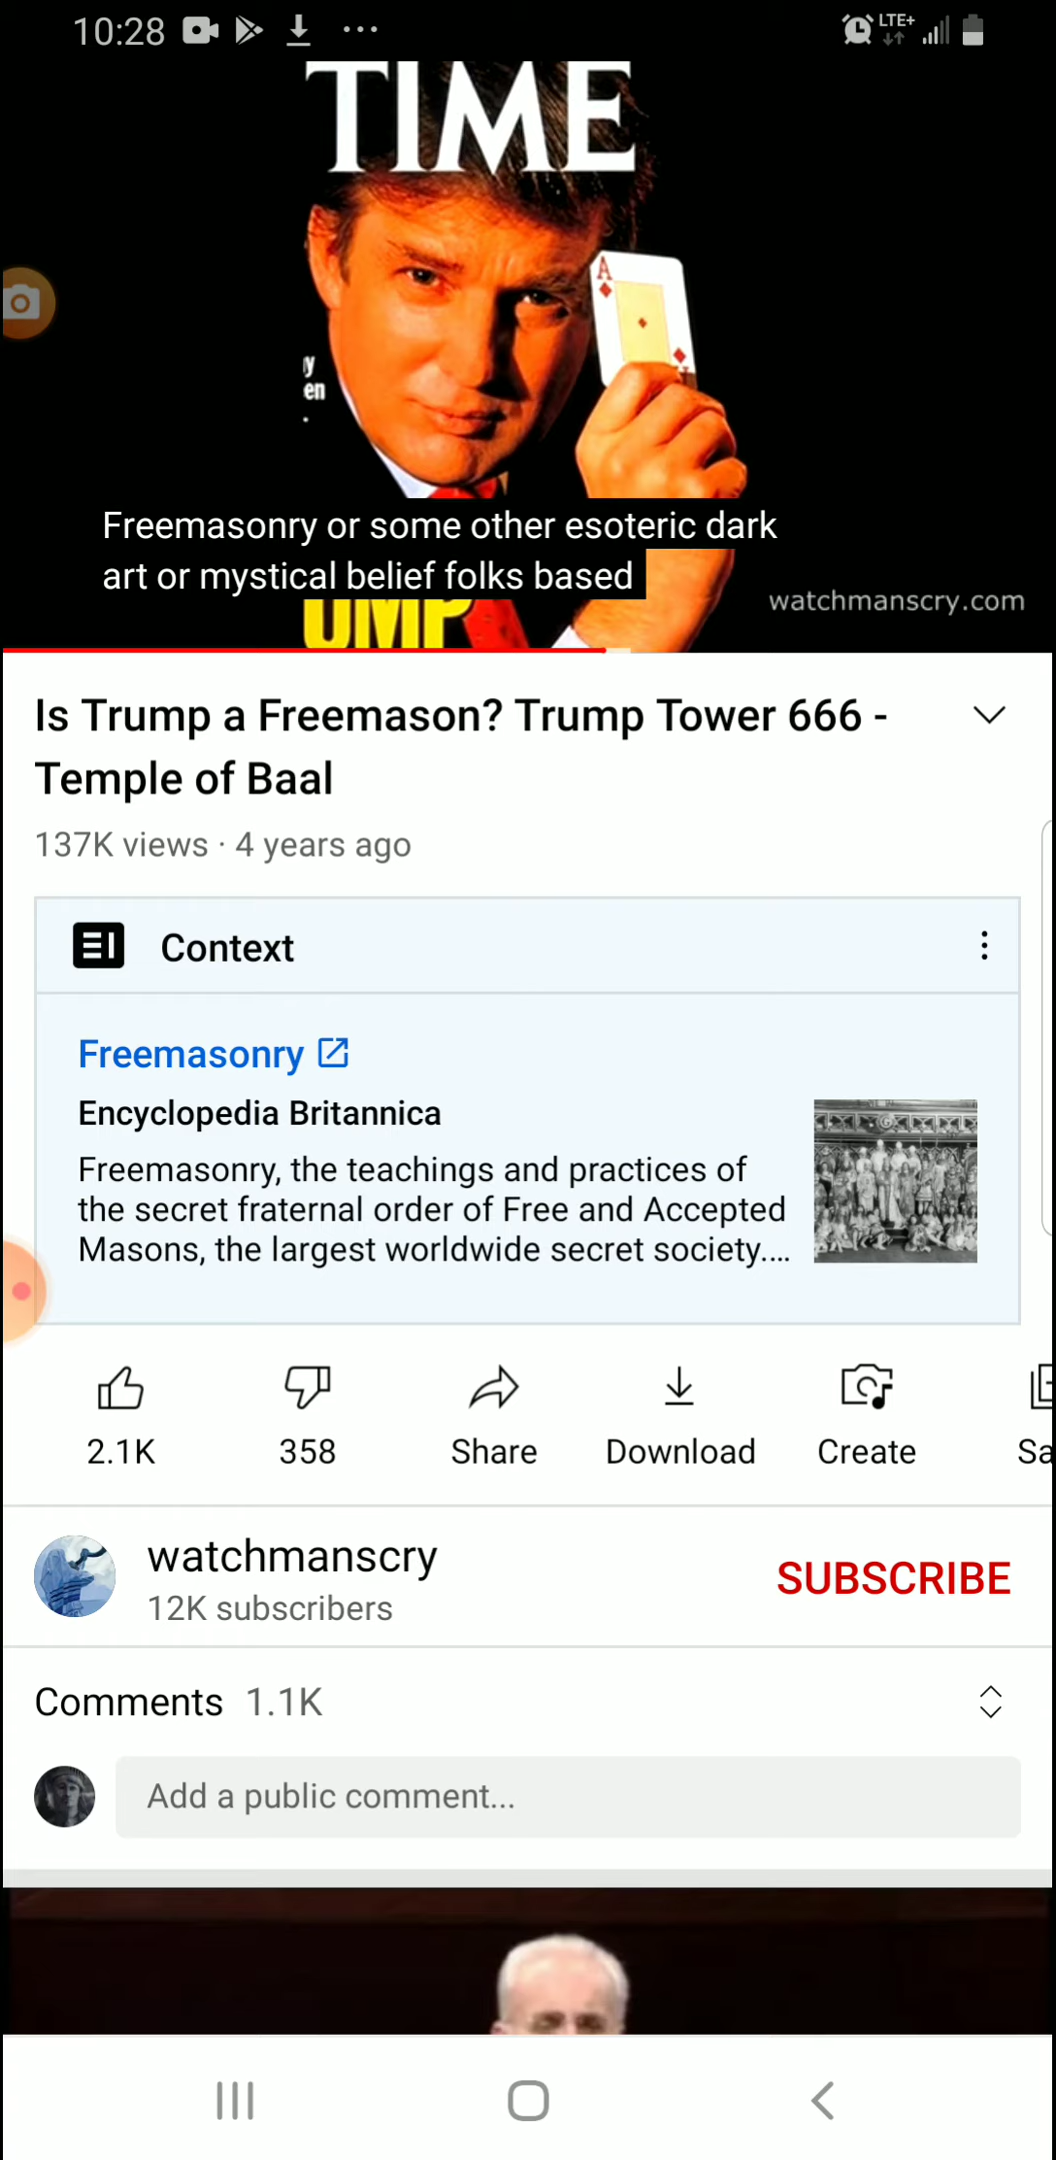 10:28
LTE+
TIME
A
y
en
.
Freemasonry or some other esoteric dark
art or mystical belief folks based
watchmanscry.com
UMP
Is Trump a Freemason? Trump Tower 666 -
Temple of Baal
137K views · 4 years ago
Context
Freemasonry
Encyclopedia Britannica
Freemasonry, the teachings and practices of
the secret fraternal order of Free and Accepted
Masons, the largest worldwide secret society....
2.1K
358
Share
Download
Create
Sa
watchmanscry
12K subscribers
SUBSCRIBE
Comments 1.1K
Add a public comment...